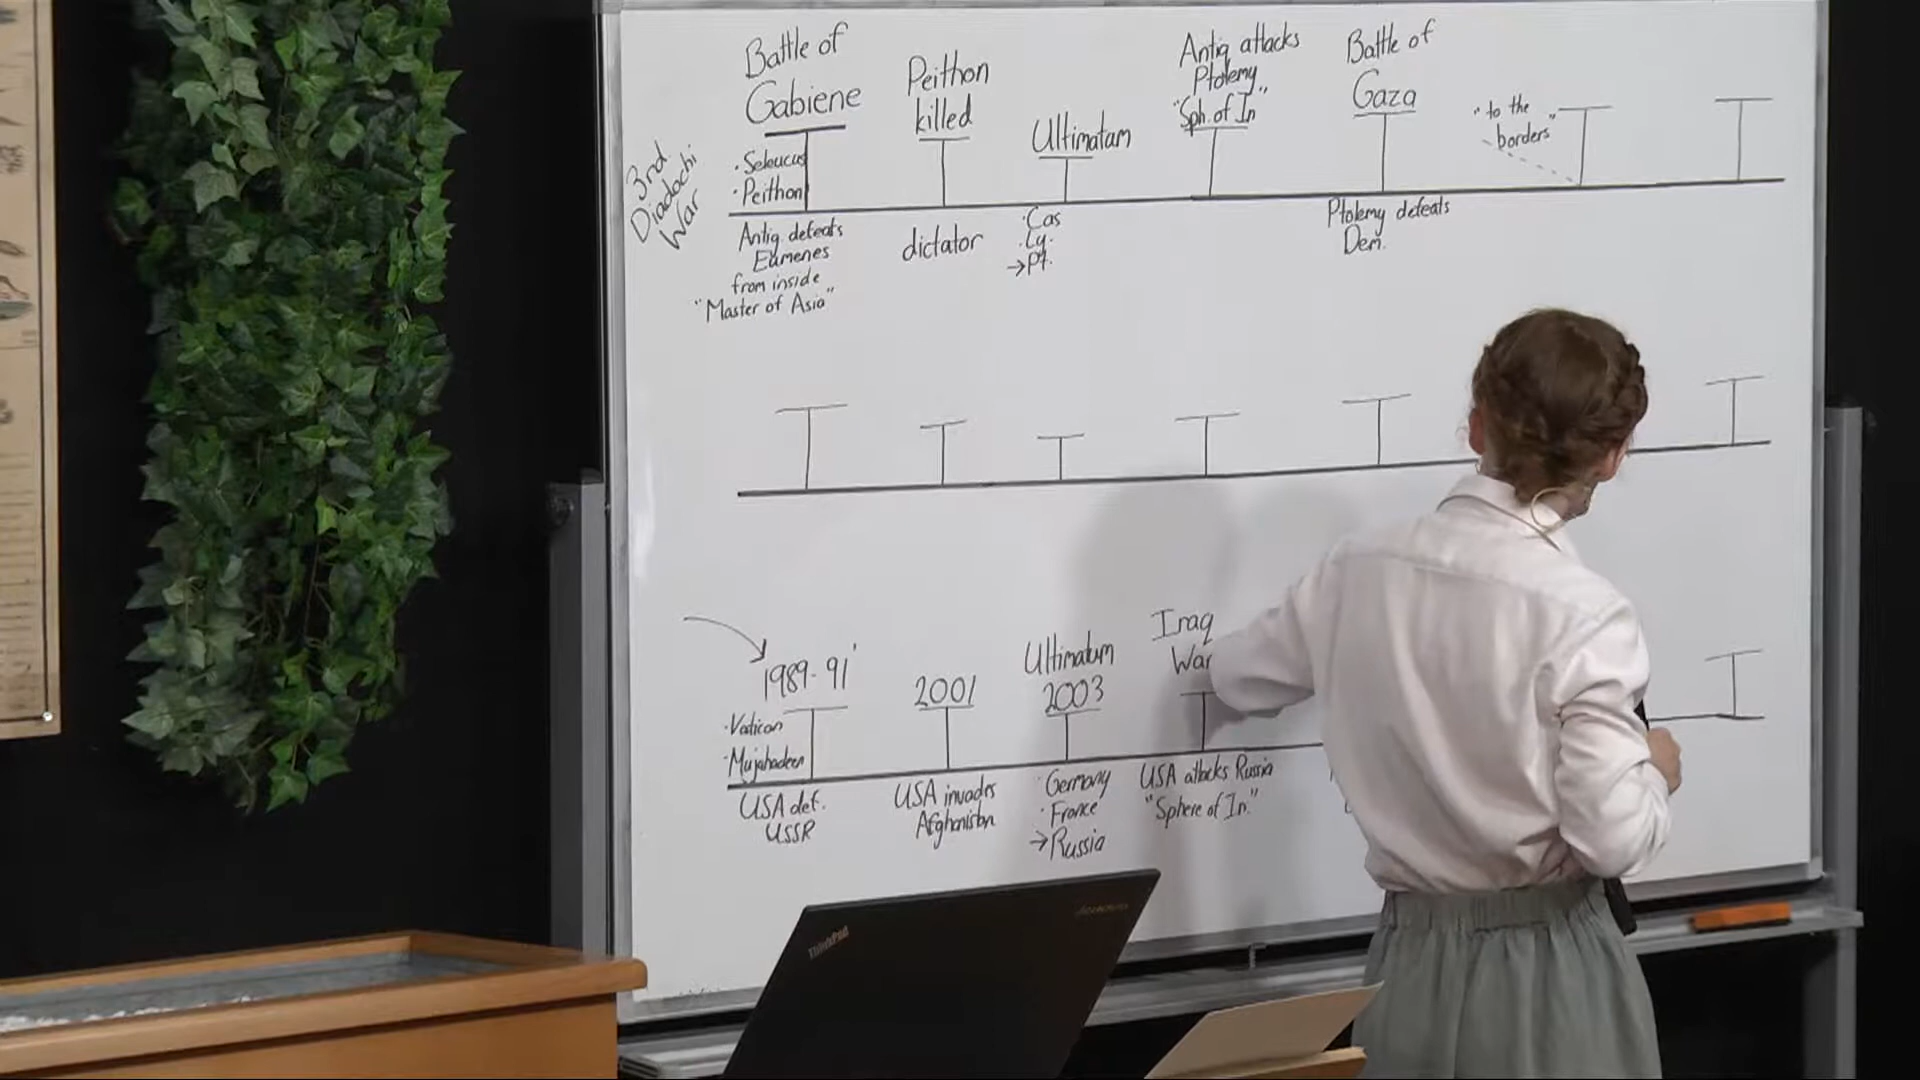 3rd
Diadochi
War
Battle of
Gabiene
· Seleucus
· Peithon
Antig. defeats
Eumenes
from inside
"Master of Asia"
Peithon
killed
dictator
Ultimatam
· Cas
· Ly.
→ Pt.
Antig attacks
Ptolemy
"Sph. of In"
Battle of
Gaza
Ptolemy defeats
Dem.
"to the
borders"
1989-91'
· Vatican
· Mujahadeen
USA def.
USSR
2001
USA invades
Afghanistan
Ultimatum
2003
· Germany
· France
→ Russia
Iraq
War
USA attacks Russia
"Sphere of In."
ThinkPad